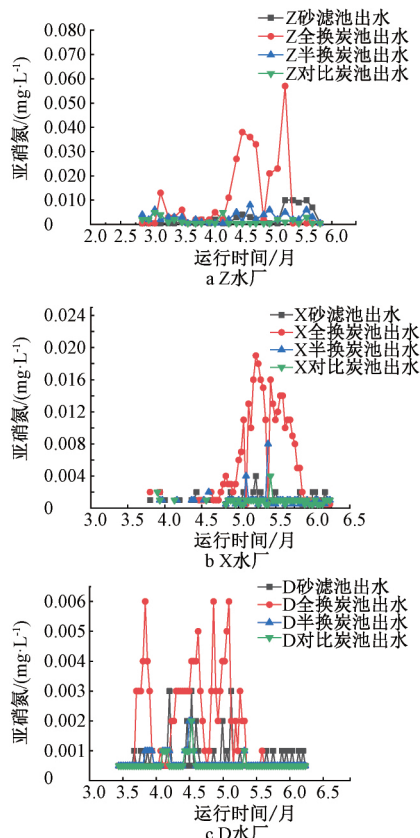 Z砂滤池出水
Z全换炭池出水
Z半换炭池出水
Z对比炭池出水
亚硝氮/(mg·L-1)
0.080
0.070
0.060
0.050
0.040
0.030
0.020
0.010
0
2.0 2.5 3.0 3.5 4.0 4.5 5.0 5.5 6.0
运行时间/月
a Z水厂
X砂滤池出水
X全换炭池出水
X半换炭池出水
X对比炭池出水
亚硝氮/(mg·L-1)
0.024
0.020
0.016
0.012
0.008
0.004
0
3.0 3.5 4.0 4.5 5.0 5.5 6.0 6.5
运行时间/月
b X水厂
D砂滤池出水
D全换炭池出水
D半换炭池出水
D对比炭池出水
亚硝氮/(mg·L-1)
0.006
0.005
0.004
0.003
0.002
0.001
0
3.0 3.5 4.0 4.5 5.0 5.5 6.0 6.5
运行时间/月
c D水厂